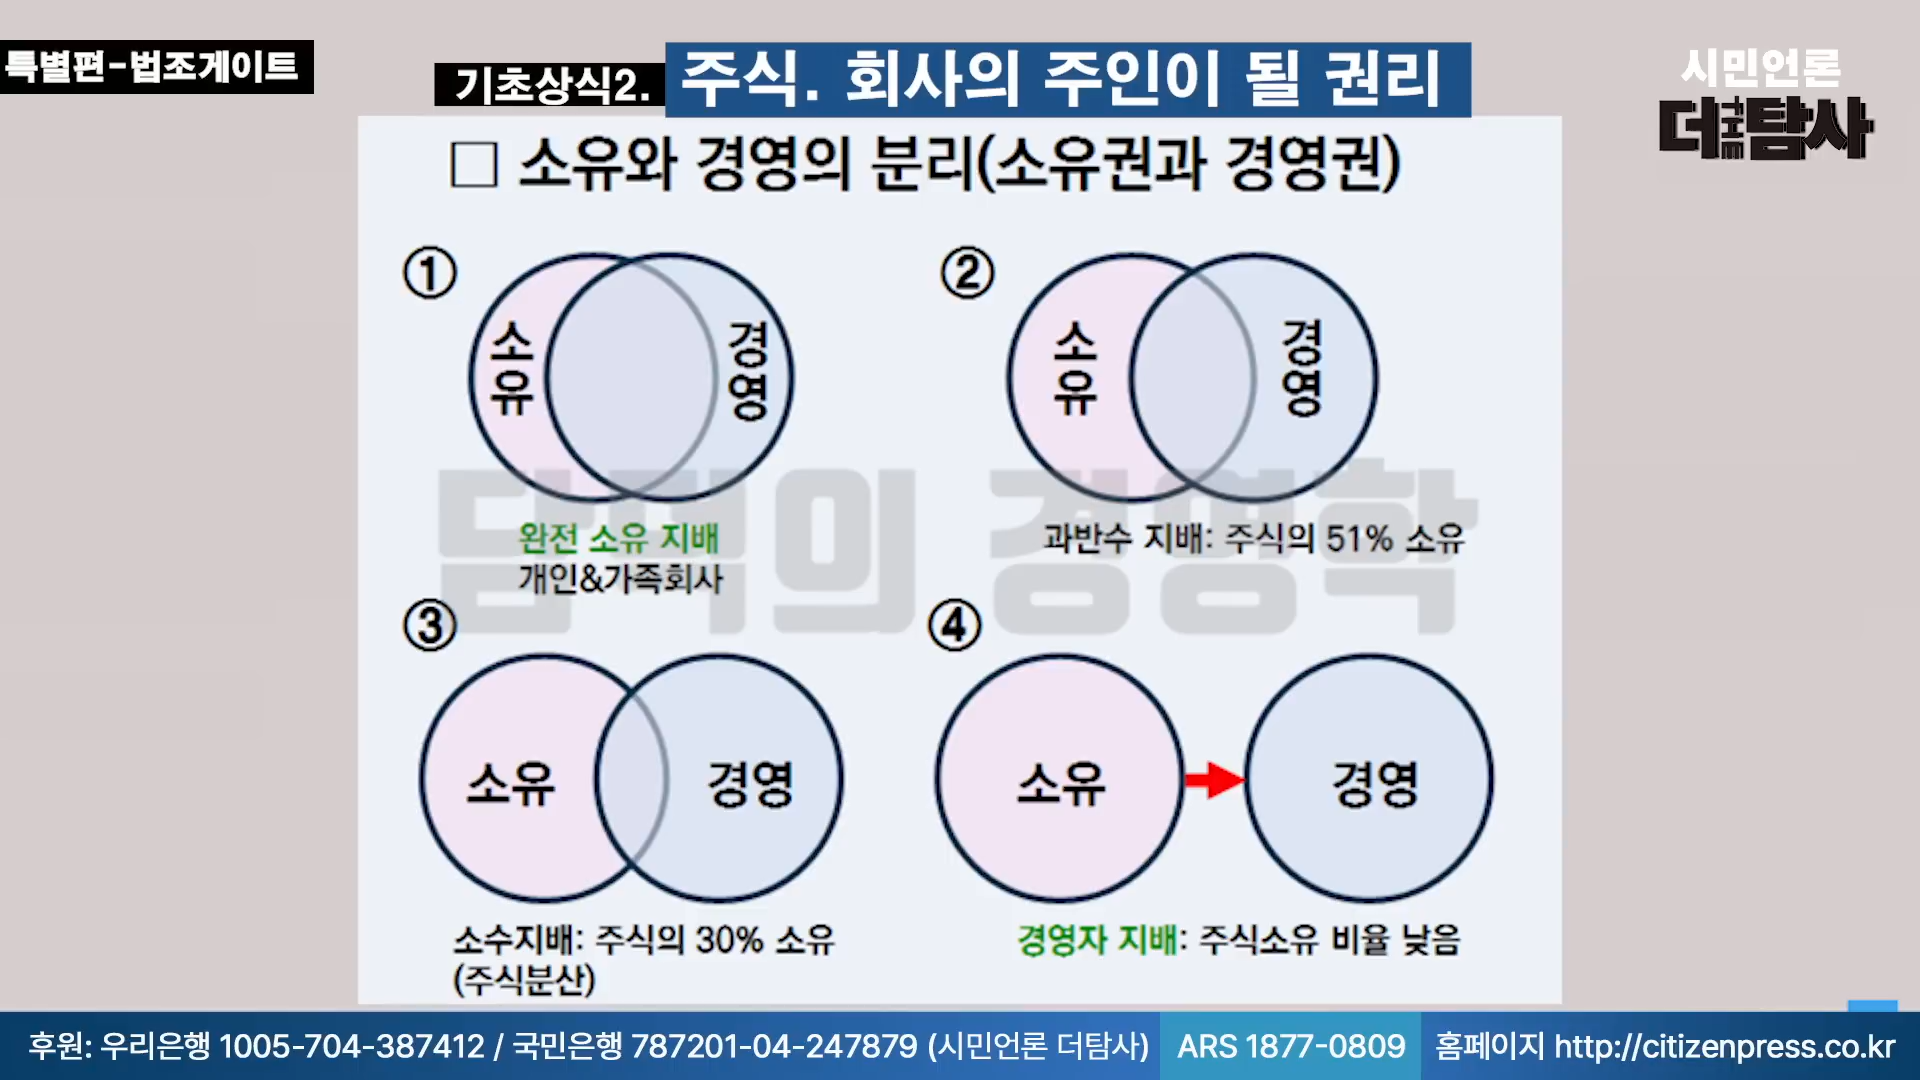 특별편-법조게이트
기초상식2.
주식. 회사의 주인이 될 권리
시민언론
더탐사
□ 소유와 경영의 분리(소유권과 경영권)
①
소유
경영
완전 소유 지배
개인&가족회사
②
소유
경영
과반수 지배: 주식의 51% 소유
③
소유
경영
소수지배: 주식의 30% 소유
(주식분산)
④
소유
경영
경영자 지배: 주식소유 비율 낮음
후원: 우리은행 1005-704-387412 / 국민은행 787201-04-247879 (시민언론 더탐사)
ARS 1877-0809
홈페이지 http://citizenpress.co.kr